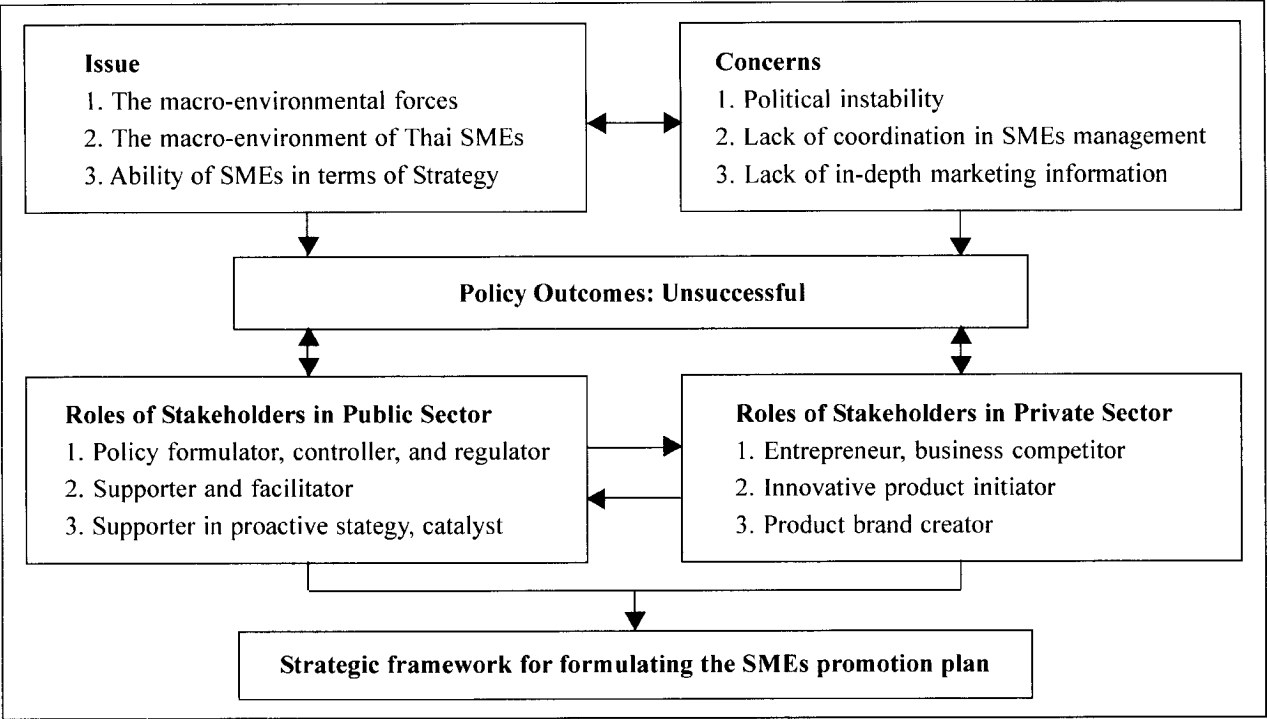 Issue
1. The macro-environmental forces
2. The macro-environment of Thai SMEs
3. Ability of SMEs in terms of Strategy
Concerns
1. Political instability
2. Lack of coordination in SMEs management
3. Lack of in-depth marketing information
Policy Outcomes: Unsuccessful
Roles of Stakeholders in Public Sector
1. Policy formulator, controller, and regulator
2. Supporter and facilitator
3. Supporter in proactive stategy, catalyst
Roles of Stakeholders in Private Sector
1. Entrepreneur, business competitor
2. Innovative product initiator
3. Product brand creator
Strategic framework for formulating the SMEs promotion plan